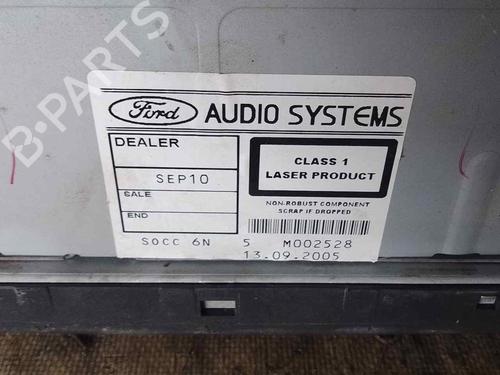 B-PARTS
Ford AUDIO SYSTEMS
DEALER
SEP10
SALE
END
CLASS 1
LASER PRODUCT
NON-ROBUST COMPONENT
SCRAP IF DROPPED
SOCC 6N 5 M002528
13.09.2005